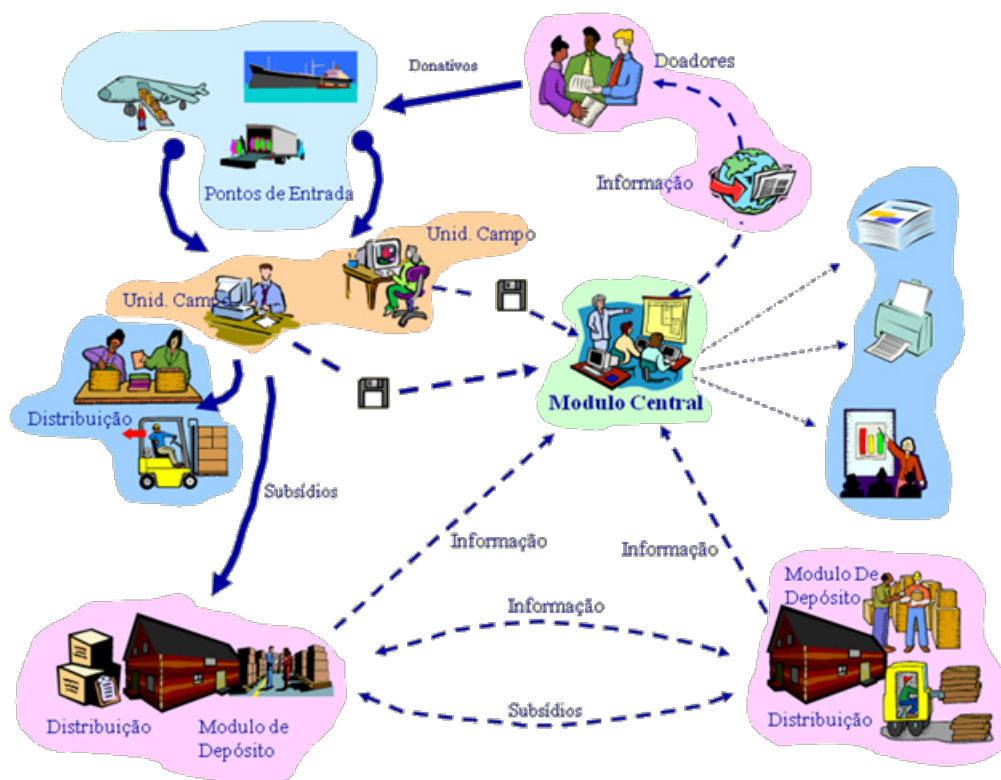 Donativos
Doadores
Pontos de Entrada
Informação
Unid. Campo
Unid. Campo
Modulo Central
Distribuição
Subsídios
Informação
Informação
Informação
Modulo De
Depósito
Subsídios
Distribuição
Distribuição
Modulo de
Depósito